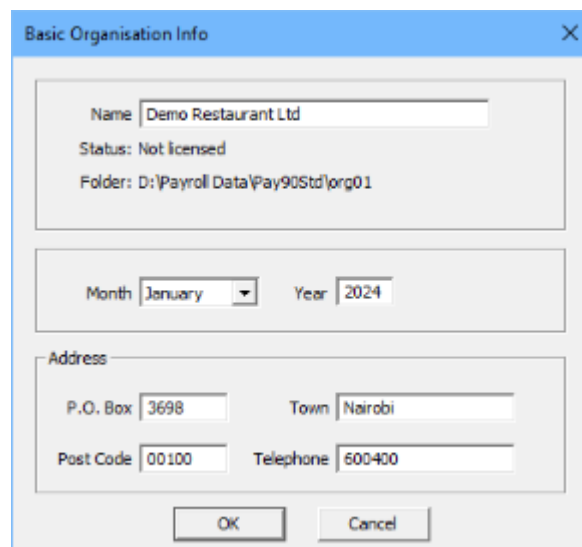 Basic Organisation Info
Name Demo Restaurant Ltd
Status: Not licensed
Folder: D:\Payroll Data\Pay90Std\org01
Month January Year 2024
Address
P.O. Box 3698 Town Nairobi
Post Code 00100 Telephone 600400
OK Cancel